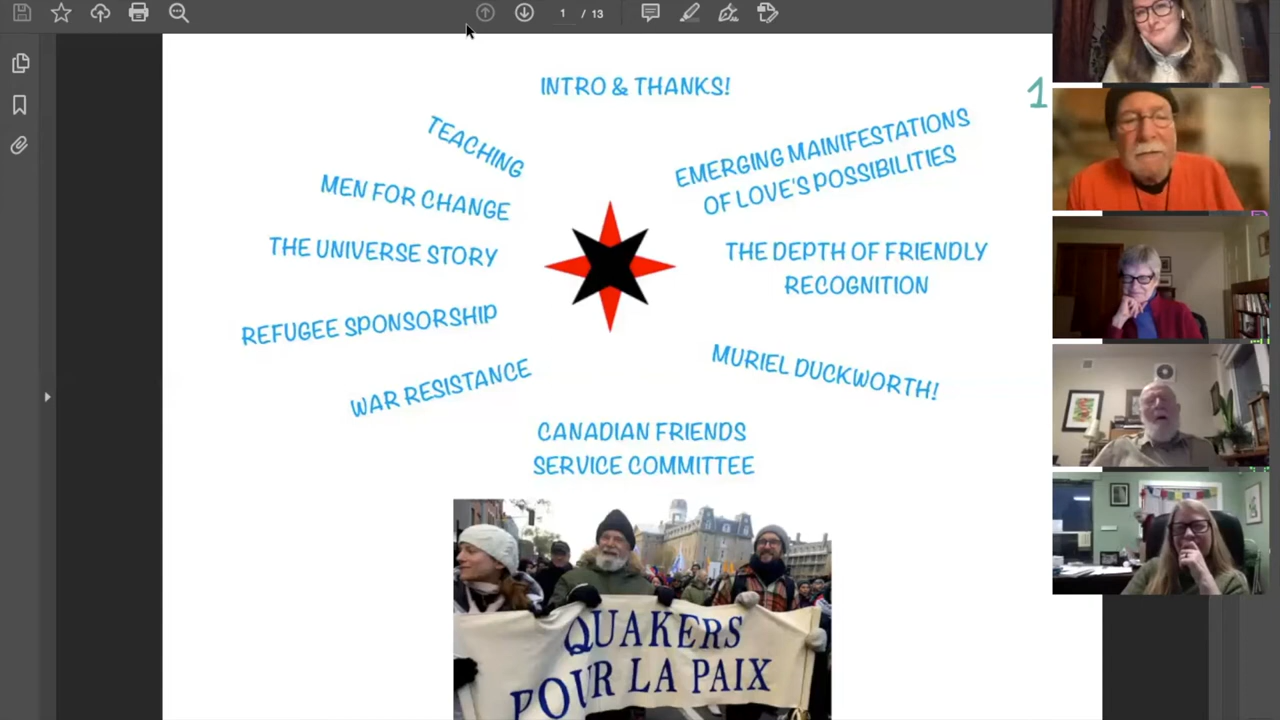 1 / 13
INTRO & THANKS!
1
TEACHING
EMERGING MAINIFESTATIONS
OF LOVE'S POSSIBILITIES
MEN FOR CHANGE
THE UNIVERSE STORY
THE DEPTH OF FRIENDLY
RECOGNITION
REFUGEE SPONSORSHIP
MURIEL DUCKWORTH!
WAR RESISTANCE
CANADIAN FRIENDS
SERVICE COMMITTEE
QUAKERS
POUR LA PAIX